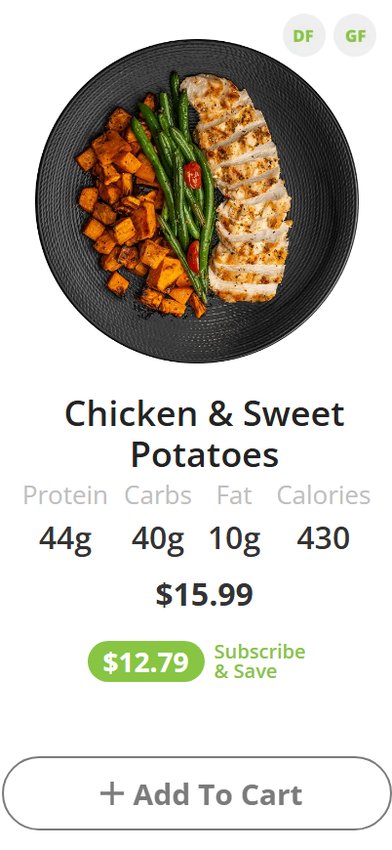 DF GF
Chicken & Sweet
Potatoes
Protein Carbs Fat Calories
44g 40g 10g 430
$15.99
$12.79 Subscribe
& Save
+ Add To Cart